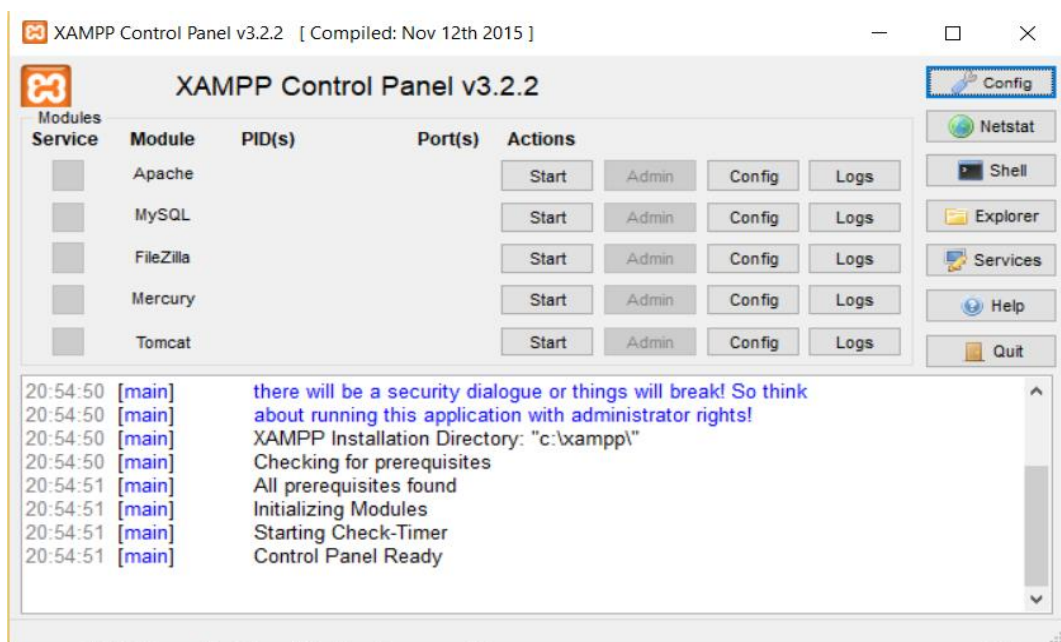 XAMPP Control Panel v3.2.2 [ Compiled: Nov 12th 2015 ]
XAMPP Control Panel v3.2.2
Config
Modules
Netstat
Service Module PID(s) Port(s) Actions
Apache Start Admin Config Logs
Shell
MySQL Start Admin Config Logs
Explorer
FileZilla Start Admin Config Logs
Services
Mercury Start Admin Config Logs
Help
Tomcat Start Admin Config Logs
Quit
20:54:50 [main] there will be a security dialogue or things will break! So think
20:54:50 [main] about running this application with administrator rights!
20:54:50 [main] XAMPP Installation Directory: "c:\xampp\"
20:54:50 [main] Checking for prerequisites
20:54:51 [main] All prerequisites found
20:54:51 [main] Initializing Modules
20:54:51 [main] Starting Check-Timer
20:54:51 [main] Control Panel Ready